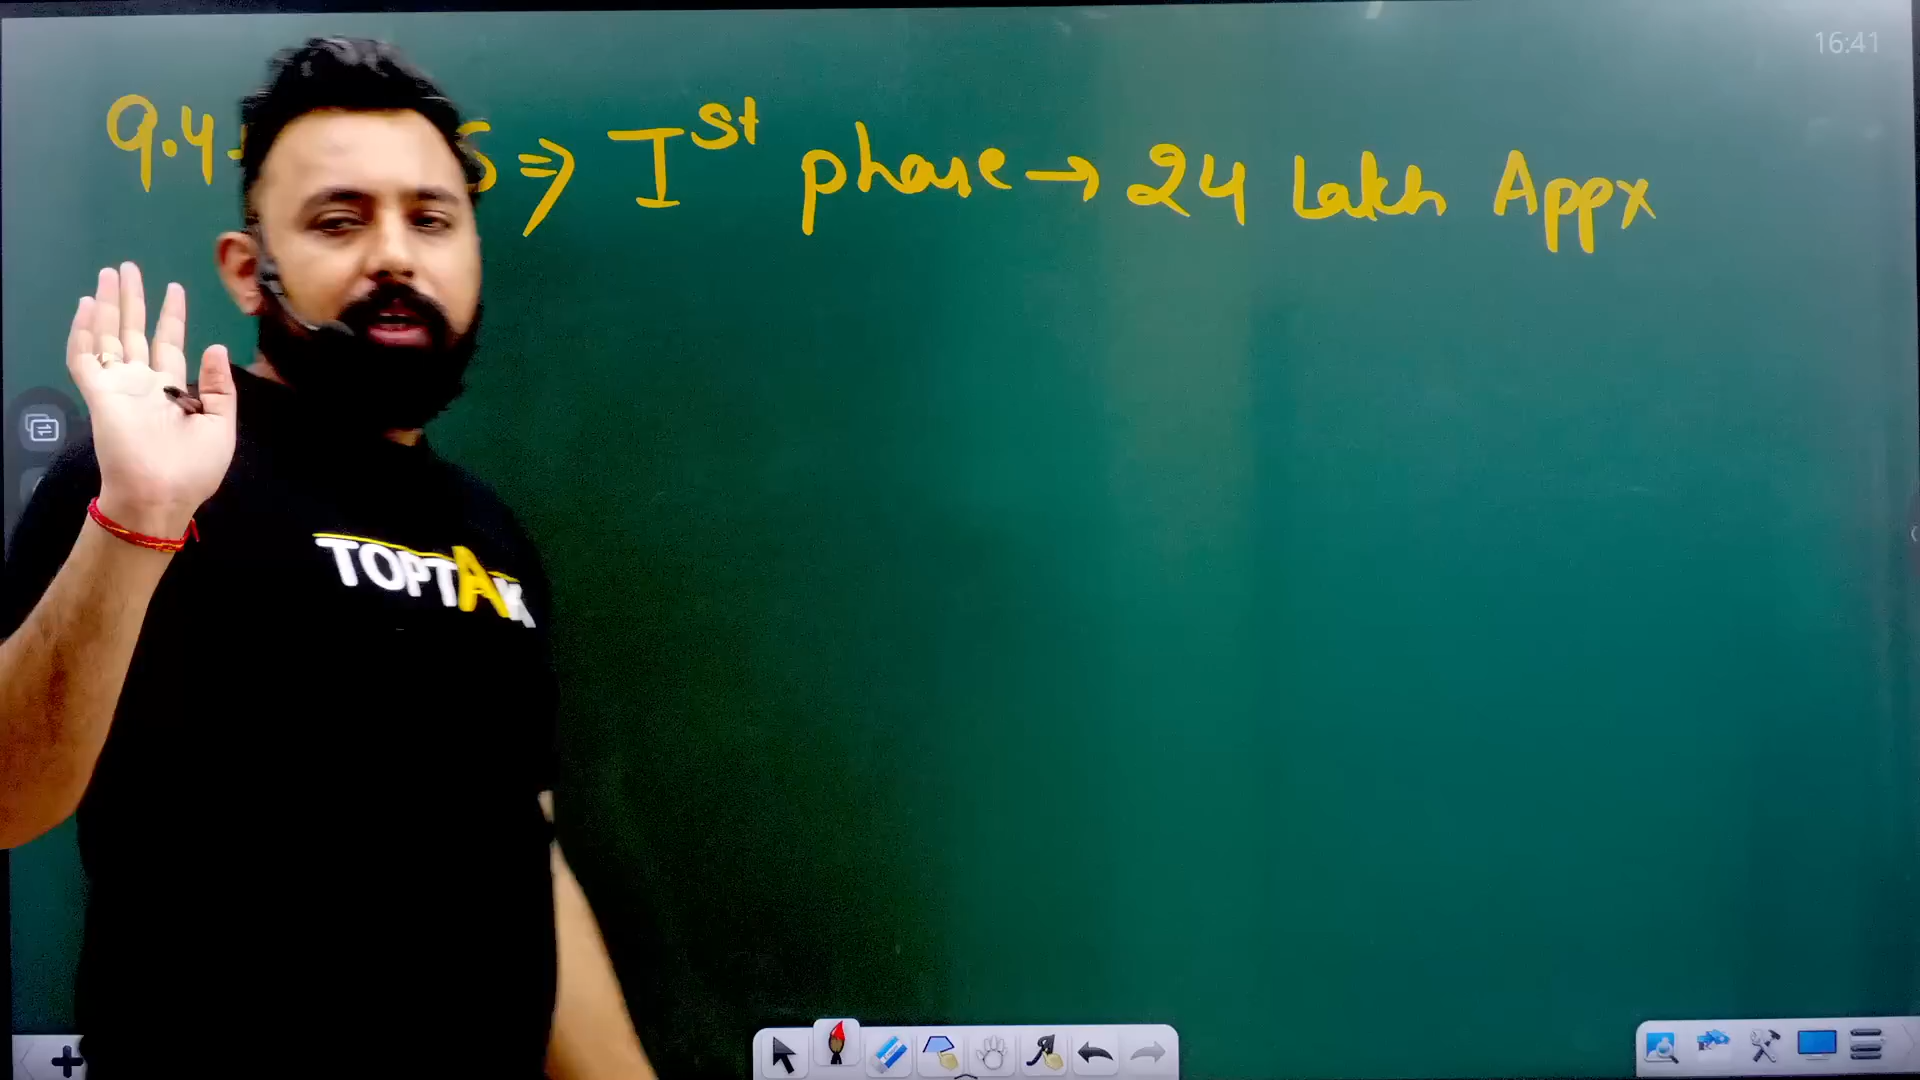 16:41
9.4 ⇒ Ist phase → 24 Lakh Appx
TOPTAK